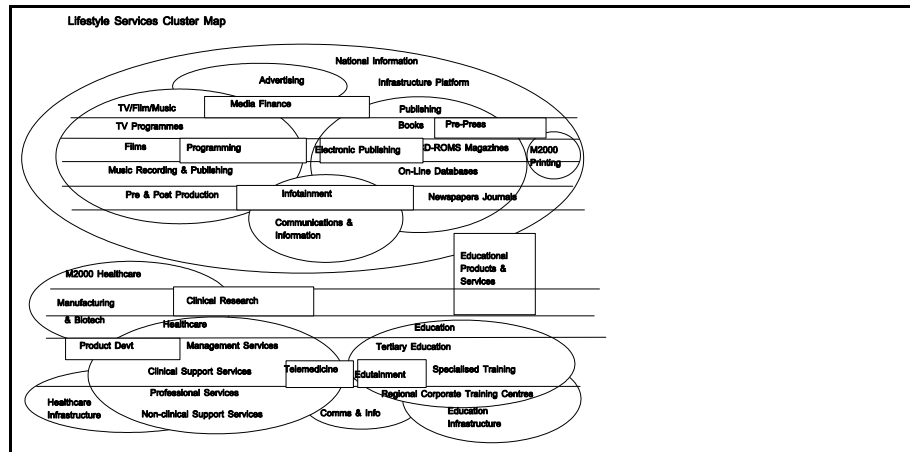 Lifestyle Services Cluster Map
National Information
Advertising
Infrastructure Platform
TV/Film/Music
Media Finance
Publishing
TV Programmes
Books
Pre-Press
Films
Programming
Electronic Publishing
CD-ROMS Magazines
M2000
Printing
Music Recording & Publishing
On-Line Databases
Pre & Post Production
Infotainment
Newspapers Journals
Communications &
Information
Educational
Products &
Services
M2000 Healthcare
Manufacturing
& Biotech
Clinical Research
Healthcare
Education
Product Devt
Management Services
Tertiary Education
Clinical Support Services
Telemedicine
Edutainment
Specialised Training
Professional Services
Regional Corporate Training Centres
Healthcare
Infrastructure
Non-clinical Support Services
Comms & Info
Education
Infrastructure